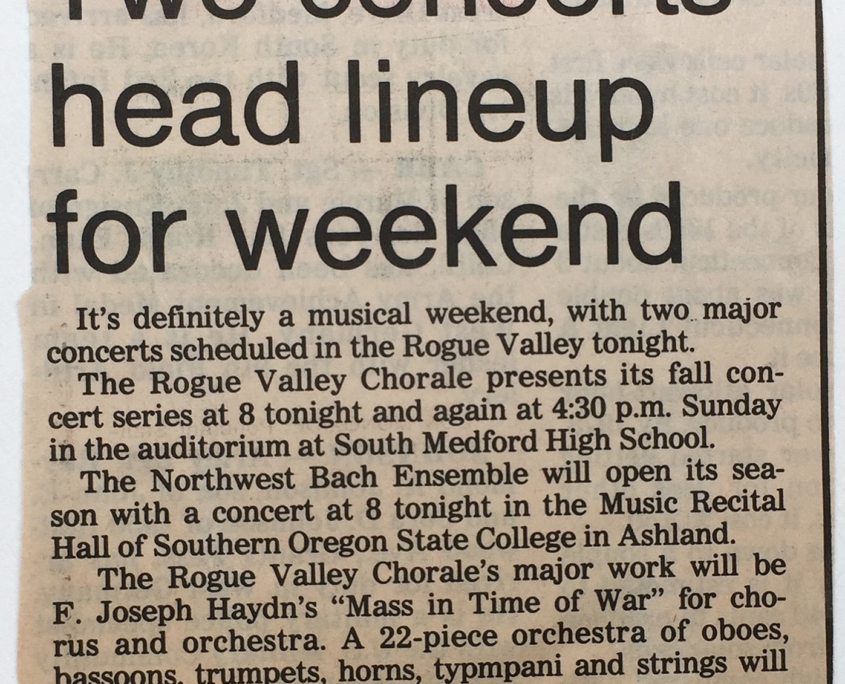 Two concerts
head lineup
for weekend
It's definitely a musical weekend, with two major
concerts scheduled in the Rogue Valley tonight.
The Rogue Valley Chorale presents its fall con-
cert series at 8 tonight and again at 4:30 p.m. Sunday
in the auditorium at South Medford High School.
The Northwest Bach Ensemble will open its sea-
son with a concert at 8 tonight in the Music Recital
Hall of Southern Oregon State College in Ashland.
The Rogue Valley Chorale's major work will be
F. Joseph Haydn's “Mass in Time of War” for cho-
rus and orchestra. A 22-piece orchestra of oboes,
bassoons, trumpets, horns, typmpani and strings will